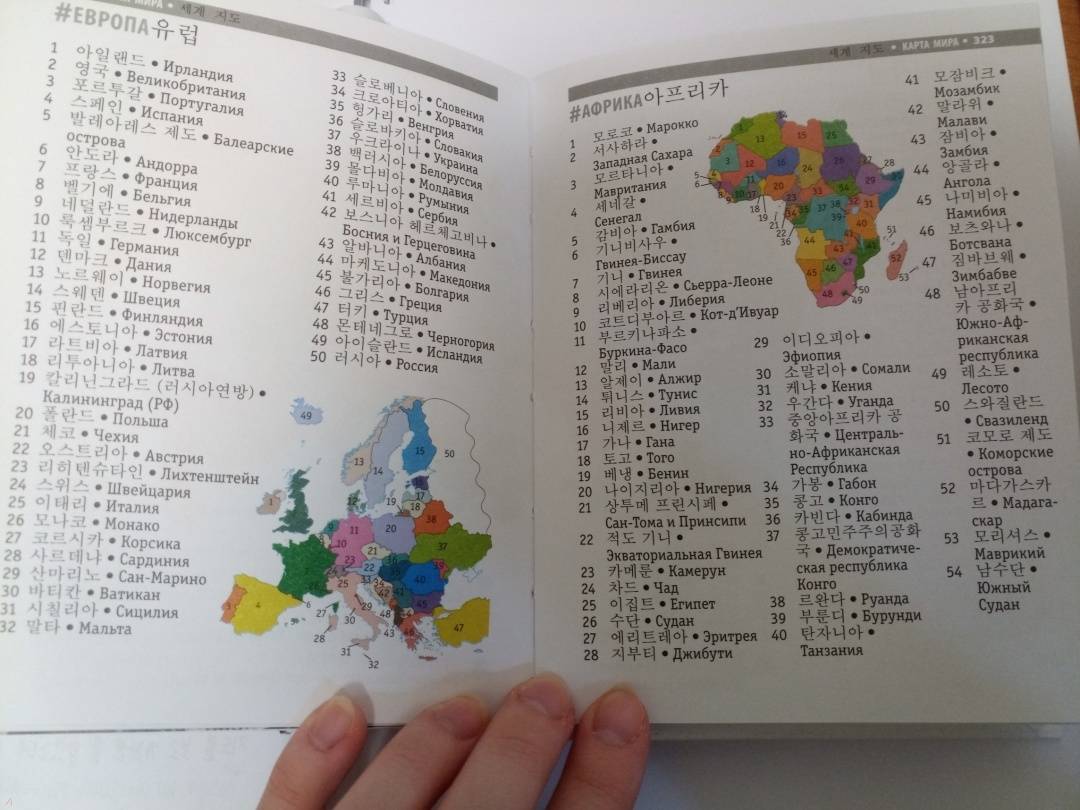 КАРТА МИРА • 세계 지도
#ЕВРОПА유럽
1 아일랜드 • Ирландия
2 영국 • Великобритания
3 포르투갈 • Португалия
4 스페인 • Испания
5 발레아레스 제도 • Балеарские
острова
6 안도라 • Андорра
7 프랑스 • Франция
8 벨기에 • Бельгия
9 네덜란드 • Нидерланды
10 룩셈부르크 • Люксембург
11 독일 • Германия
12 덴마크 • Дания
13 노르웨이 • Норвегия
14 스웨덴 • Швеция
15 핀란드 • Финляндия
16 에스토니아 • Эстония
17 라트비아 • Латвия
18 리투아니아 • Литва
19 칼리닌그라드 (러시아연방) •
Калининград (РФ)
20 폴란드 • Польша
21 체코 • Чехия
22 오스트리아 • Австрия
23 리히텐슈타인 • Лихтенштейн
24 스위스 • Швейцария
25 이태리 • Италия
26 모나코 • Монако
27 코르시카 • Корсика
28 사르데냐 • Сардиния
29 산마리노 • Сан-Марино
30 바티칸 • Ватикан
31 시칠리아 • Сицилия
32 말타 • Мальта
33 슬로베니아 • Словения
34 크로아티아 • Хорватия
35 헝가리 • Венгрия
36 슬로바키아 • Словакия
37 우크라이나 • Украина
38 백러시아 • Белоруссия
39 몰다비아 • Молдавия
40 루마니아 • Румыния
41 세르비아 • Сербия
42 보스니아 헤르체고비나 •
Босния и Герцеговина
43 알바니아 • Албания
44 마케도니아 • Македония
45 불가리아 • Болгария
46 그리스 • Греция
47 터키 • Турция
48 몬테네그로 • Черногория
49 아이슬란드 • Исландия
50 러시아 • Россия
세계 지도 • КАРТА МИРА • 323
#АФРИКА아프리카
1 모로코 • Марокко
2 서사하라 •
Западная Сахара
3 모르타니아 •
Мавритания
4 세네갈 •
Сенегал
5 감비아 • Гамбия
6 기니비사우 •
Гвинея-Биссау
7 기니 • Гвинея
8 시에라리온 • Сьерра-Леоне
9 리베리아 • Либерия
10 코트디부아르 • Кот-д’Ивуар
11 부르키나파소 •
Буркина-Фасо
12 말리 • Мали
13 알제이 • Алжир
14 튀니스 • Тунис
15 리비아 • Ливия
16 니제르 • Нигер
17 가나 • Гана
18 토고 • Того
19 베냉 • Бенин
20 나이지리아 • Нигерия
21 상투메 프린시페 •
Сан-Тома и Принсипи
22 적도 기니 •
Экваториальная Гвинея
23 카메룬 • Камерун
24 차드 • Чад
25 이집트 • Египет
26 수단 • Судан
27 에리트레아 • Эритрея
28 지부티 • Джибути
29 이디오피아 •
Эфиопия
30 소말리아 • Сомали
31 케냐 • Кения
32 우간다 • Уганда
33 중앙아프리카 공
화국 • Централь-
но-Африканская
Республика
34 가봉 • Габон
35 콩고 • Конго
36 카빈다 • Кабинда
37 콩고민주주의공화
국 • Демократиче-
ская республика
Конго
38 르완다 • Руанда
39 부룬디 • Бурунди
40 탄자니아 •
Танзания
41 모잠비크 •
Мозамбик
42 말라위 •
Малави
43 잠비아 •
Замбия
44 앙골라 •
Ангола
45 나미비아 •
Намибия
46 보츠와나 •
Ботсвана
47 짐바브웨 •
Зимбабве
48 남아프리
카 공화국 •
Южно-Аф-
риканская
республика
49 레소토 •
Лесото
50 스와질란드
• Свазиленд
51 코모로 제도
• Коморские
острова
52 마다가스카
르 • Мадага-
скар
53 모리셔스 •
Маврикий
54 남수단 •
Южный
Судан